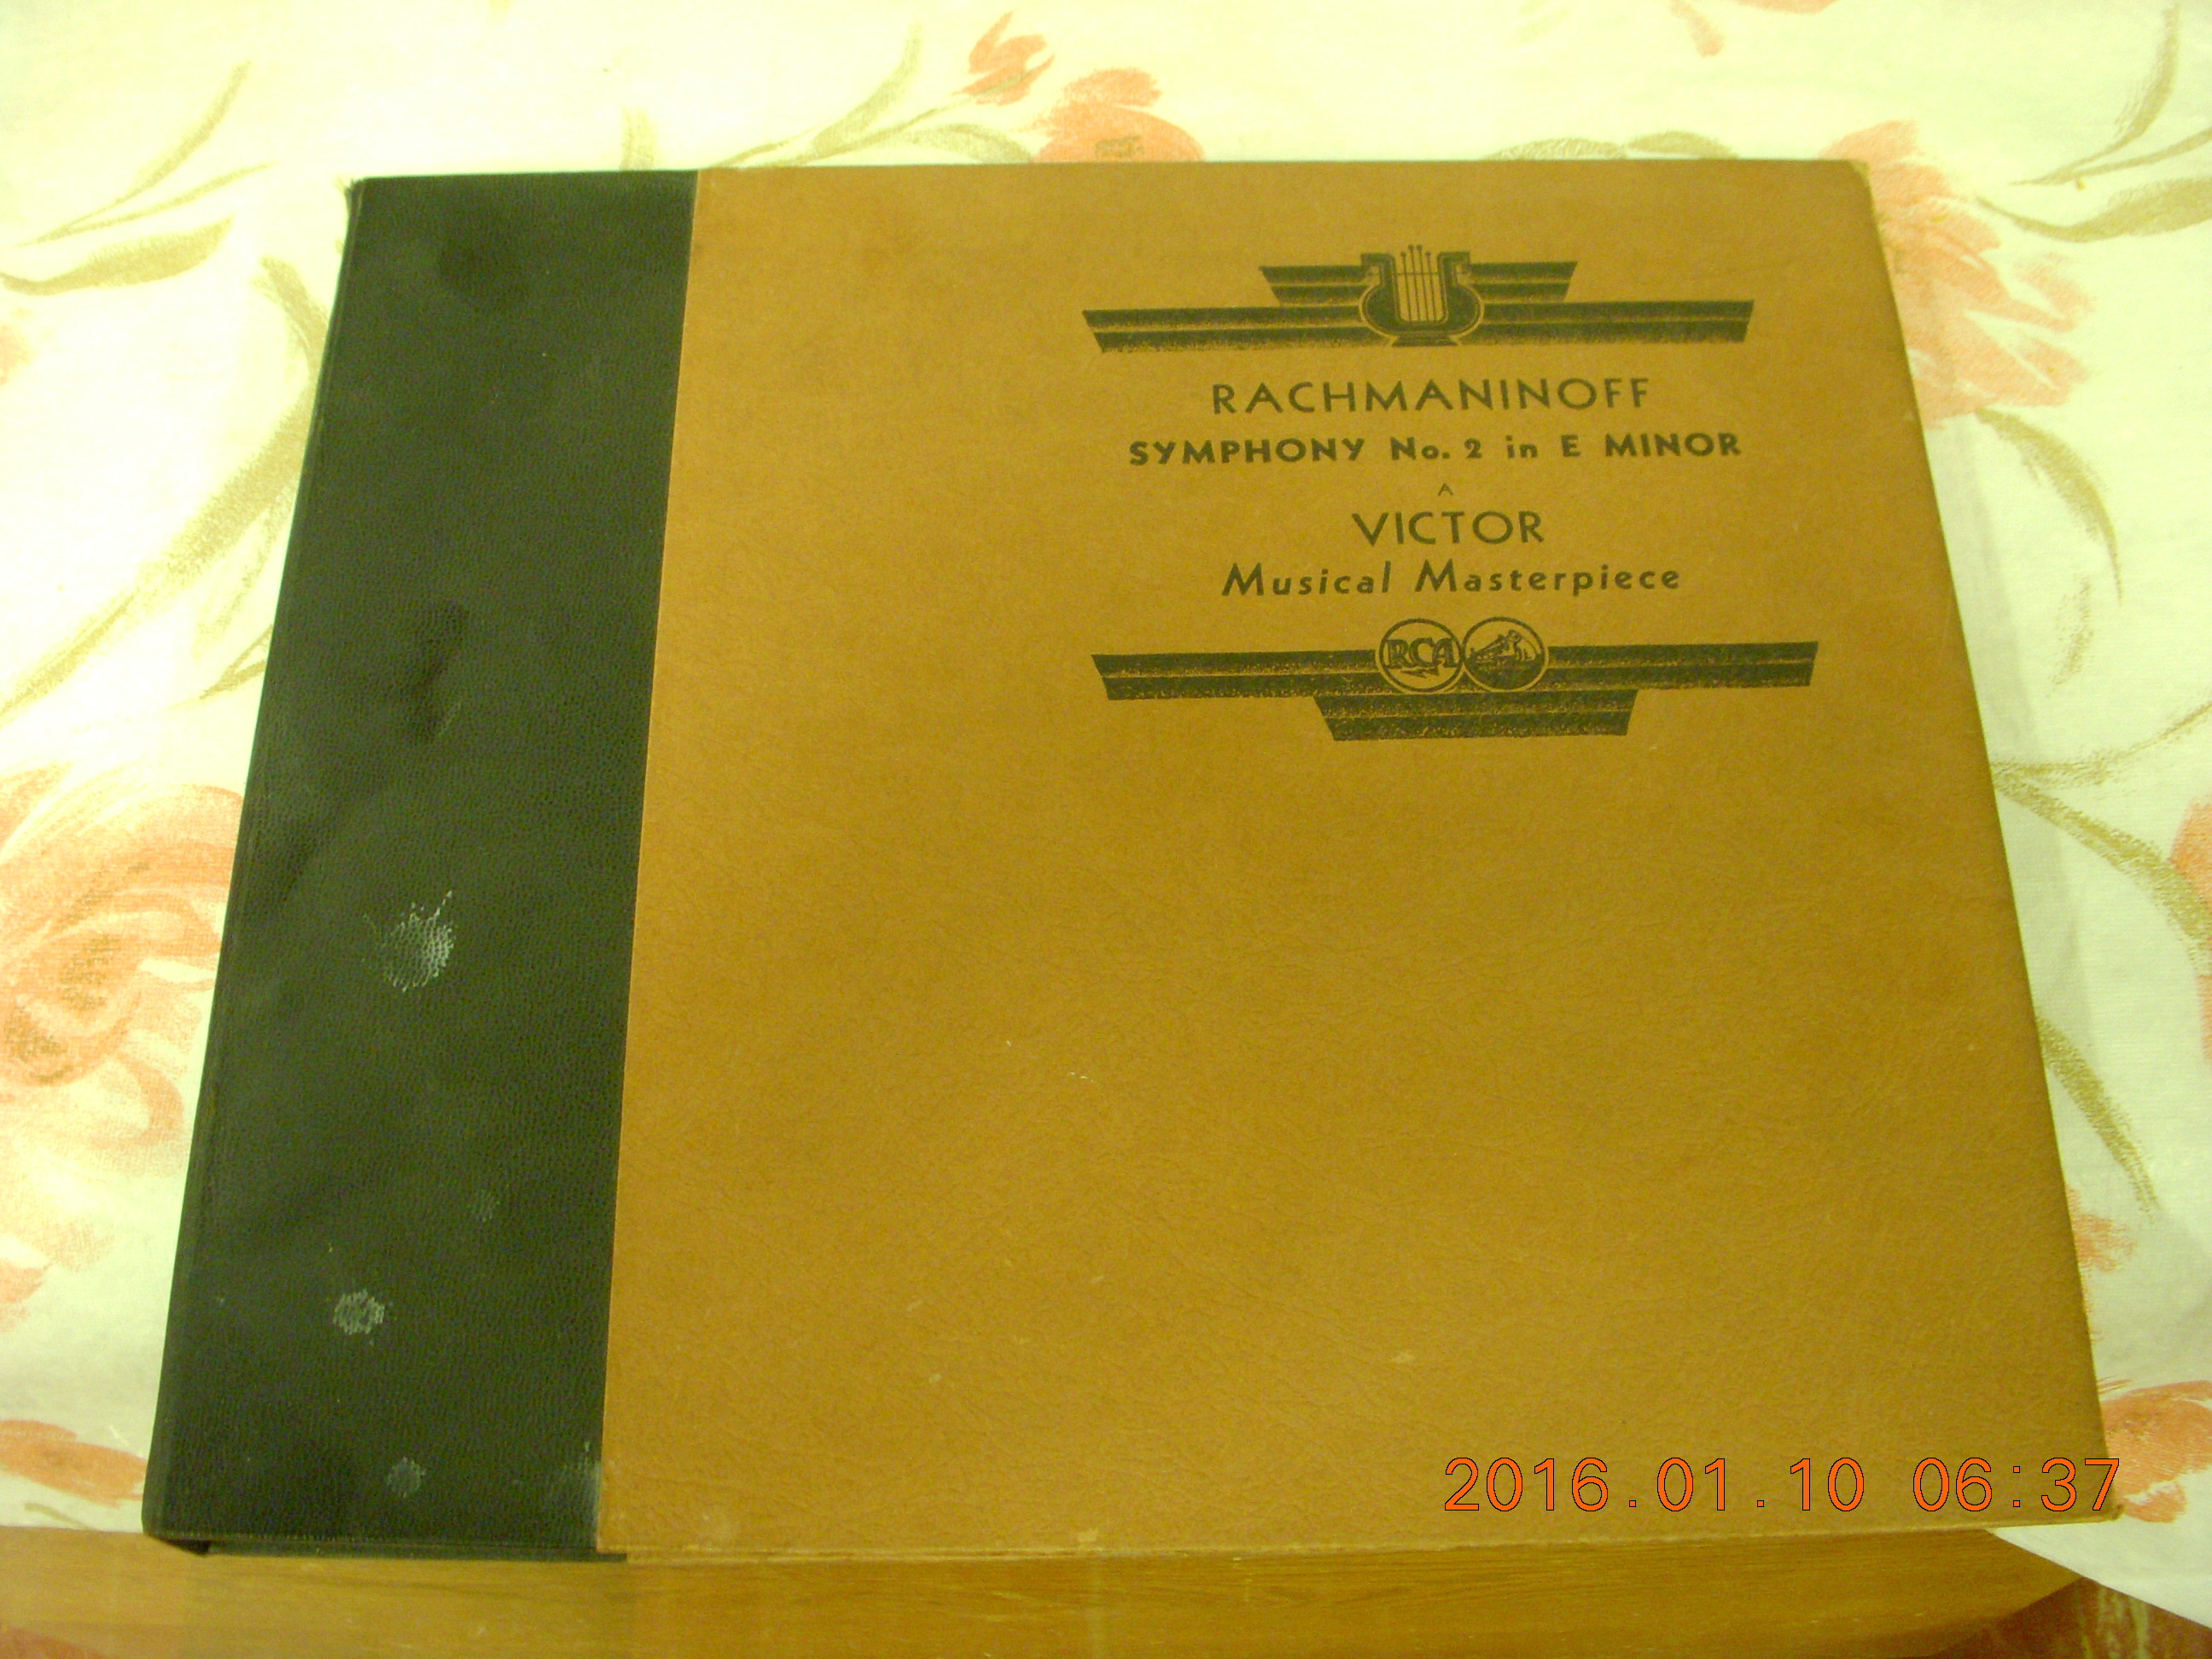 RACHMANINOFF
SYMPHONY No. 2 in E MINOR
A
VICTOR
Musical Masterpiece
RCA
2016.01.10 06:37